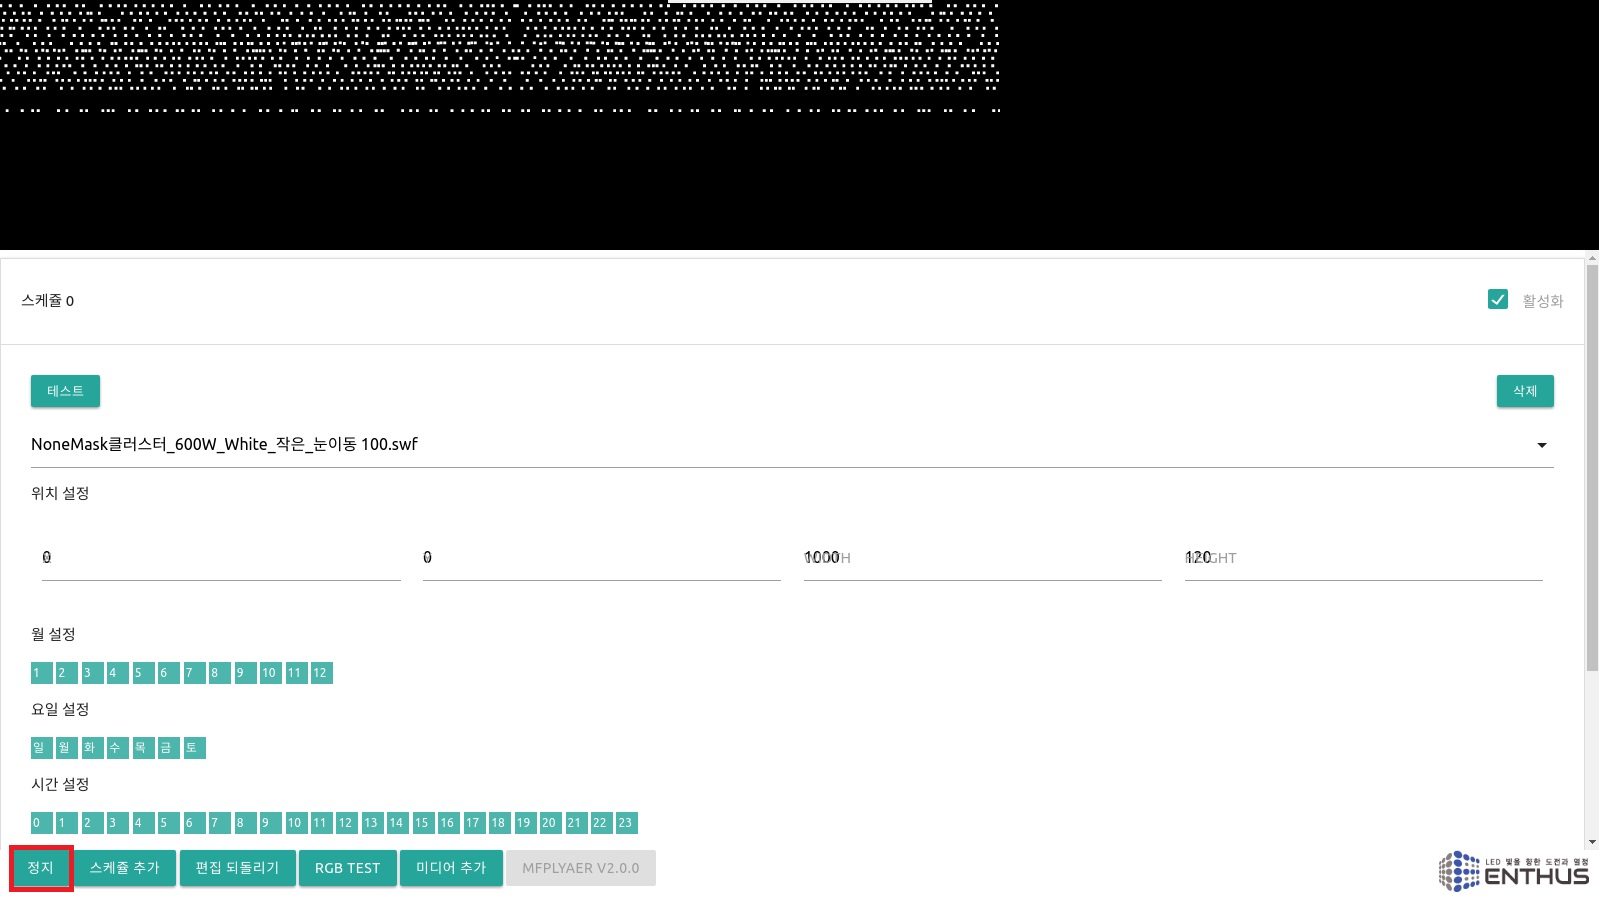 스케쥴 0
활성화
테스트
삭제
NoneMask클러스터_600W_White_작은_눈이동 100.swf
위치 설정
0
0
1000 WIDTH
120 HEIGHT
월 설정
1 2 3 4 5 6 7 8 9 10 11 12
요일 설정
일 월 화 수 목 금 토
시간 설정
0 1 2 3 4 5 6 7 8 9 10 11 12 13 14 15 16 17 18 19 20 21 22 23
정지 스케쥴 추가 편집 되돌리기 RGB TEST 미디어 추가 MFPLYAER V2.0.0
LED 빛을 향한 도전과 열정
ENTHUS